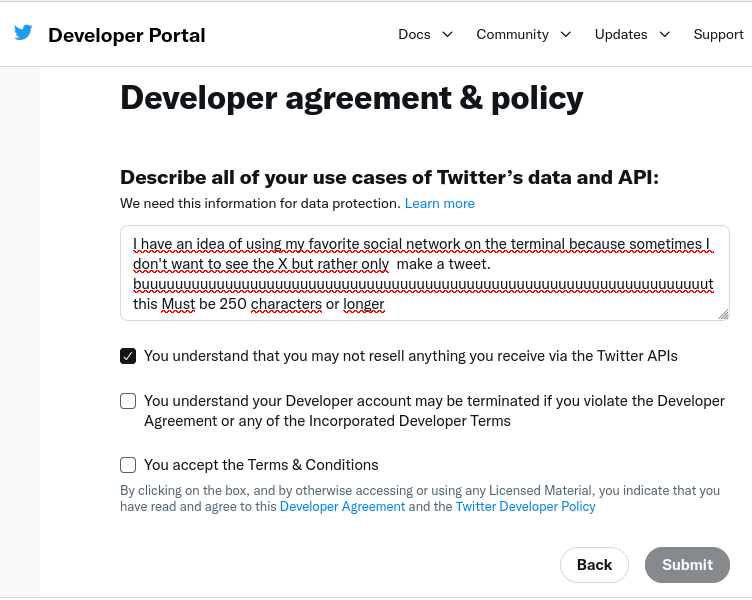 Developer Portal Docs Community Updates Support
Developer agreement & policy
Describe all of your use cases of Twitter's data and API:
We need this information for data protection. Learn more
I have an idea of using my favorite social network on the terminal because sometimes I
don't want to see the X but rather only  make a tweet.
buuuuuuuuuuuuuuuuuuuuuuuuuuuuuuuuuuuuuuuuuuuuuuuuuuuuuuuuuuuuuuuuuuuut
this Must be 250 characters or longer
You understand that you may not resell anything you receive via the Twitter APIs
You understand your Developer account may be terminated if you violate the Developer
Agreement or any of the Incorporated Developer Terms
You accept the Terms & Conditions
By clicking on the box, and by otherwise accessing or using any Licensed Material, you indicate that you
have read and agree to this Developer Agreement and the Twitter Developer Policy
Back Submit